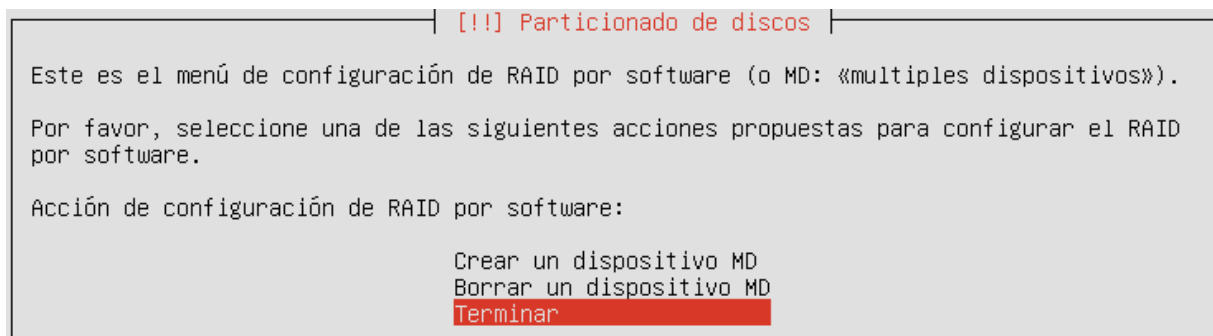 [!!] Particionado de discos
Este es el menú de configuración de RAID por software (o MD: «multiples dispositivos»).
Por favor, seleccione una de las siguientes acciones propuestas para configurar el RAID
por software.
Acción de configuración de RAID por software:
Crear un dispositivo MD
Borrar un dispositivo MD
Terminar